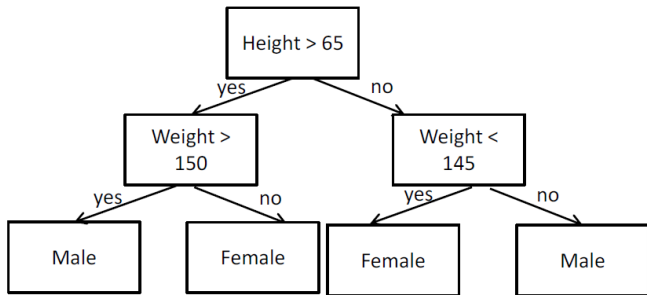 Height > 65
yes
no
Weight >
150
Weight <
145
yes
no
yes
no
Male
Female
Female
Male